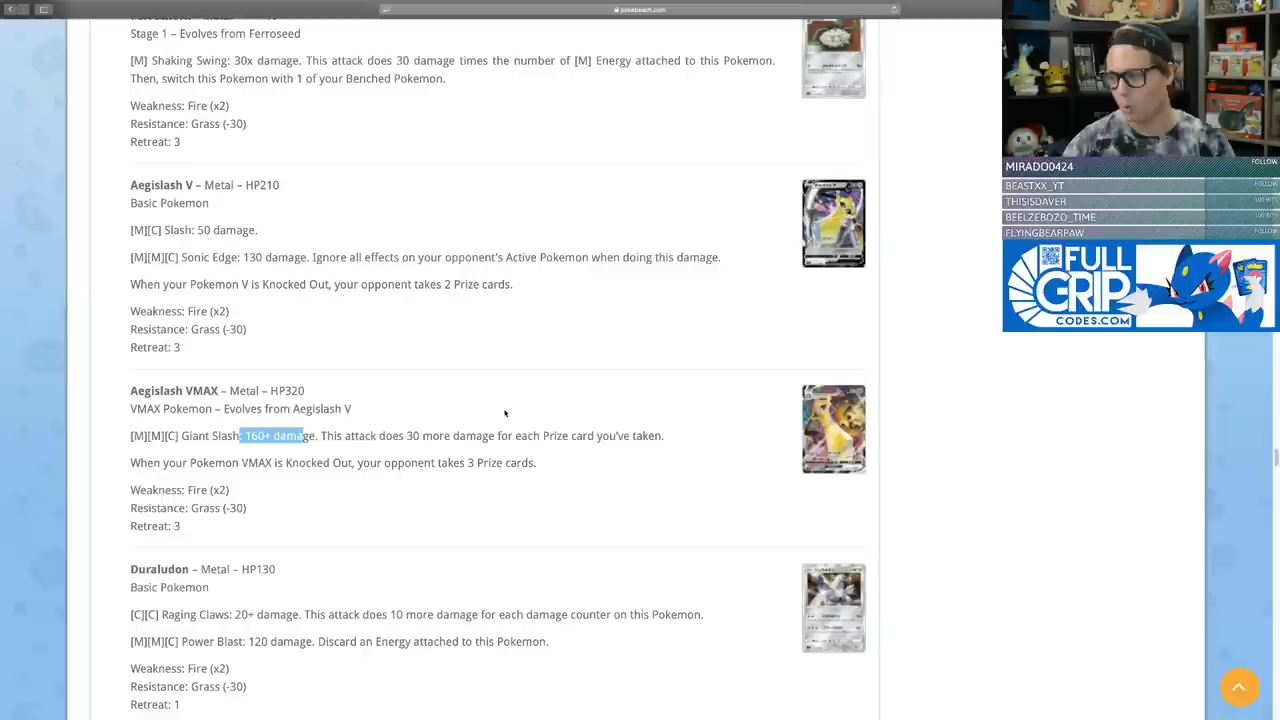 pokebeach.com
Stage 1 – Evolves from Ferroseed
[M] Shaking Swing: 30x damage. This attack does 30 damage times the number of [M] Energy attached to this Pokemon.
Then, switch this Pokemon with 1 of your Benched Pokemon.
Weakness: Fire (x2)
Resistance: Grass (-30)
Retreat: 3
Aegislash V – Metal – HP210
Basic Pokemon
[M][C] Slash: 50 damage.
[M][M][C] Sonic Edge: 130 damage. Ignore all effects on your opponent's Active Pokemon when doing this damage.
When your Pokemon V is Knocked Out, your opponent takes 2 Prize cards.
Weakness: Fire (x2)
Resistance: Grass (-30)
Retreat: 3
Aegislash VMAX – Metal – HP320
VMAX Pokemon – Evolves from Aegislash V
[M][M][C] Giant Slash: 160+ damage. This attack does 30 more damage for each Prize card you've taken.
When your Pokemon VMAX is Knocked Out, your opponent takes 3 Prize cards.
Weakness: Fire (x2)
Resistance: Grass (-30)
Retreat: 3
Duraludon – Metal – HP130
Basic Pokemon
[C][C] Raging Claws: 20+ damage. This attack does 10 more damage for each damage counter on this Pokemon.
[M][M][C] Power Blast: 120 damage. Discard an Energy attached to this Pokemon.
Weakness: Fire (x2)
Resistance: Grass (-30)
Retreat: 1
MIRADO0424 FOLLOW
BEASTXX_YT FOLLOW
THISISDAVER 100 BITS
BEELZEBOZO_TIME 100 BITS
FLYINGBEARPAW FOLLOW
FULL
GRIP
CODES.COM